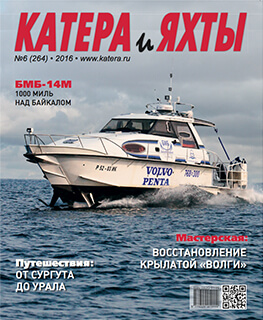 КАТЕРА и ЯХТЫ
№6 (264) • 2016 • www.katera.ru
БМБ-14М
1000 МИЛЬ
НАД БАЙКАЛОМ
VOLVO
PENTA
Мастерская:
ВОССТАНОВЛЕНИЕ
КРЫЛАТОЙ «ВОЛГИ»
Путешествия:
ОТ СУРГУТА
ДО УРАЛА